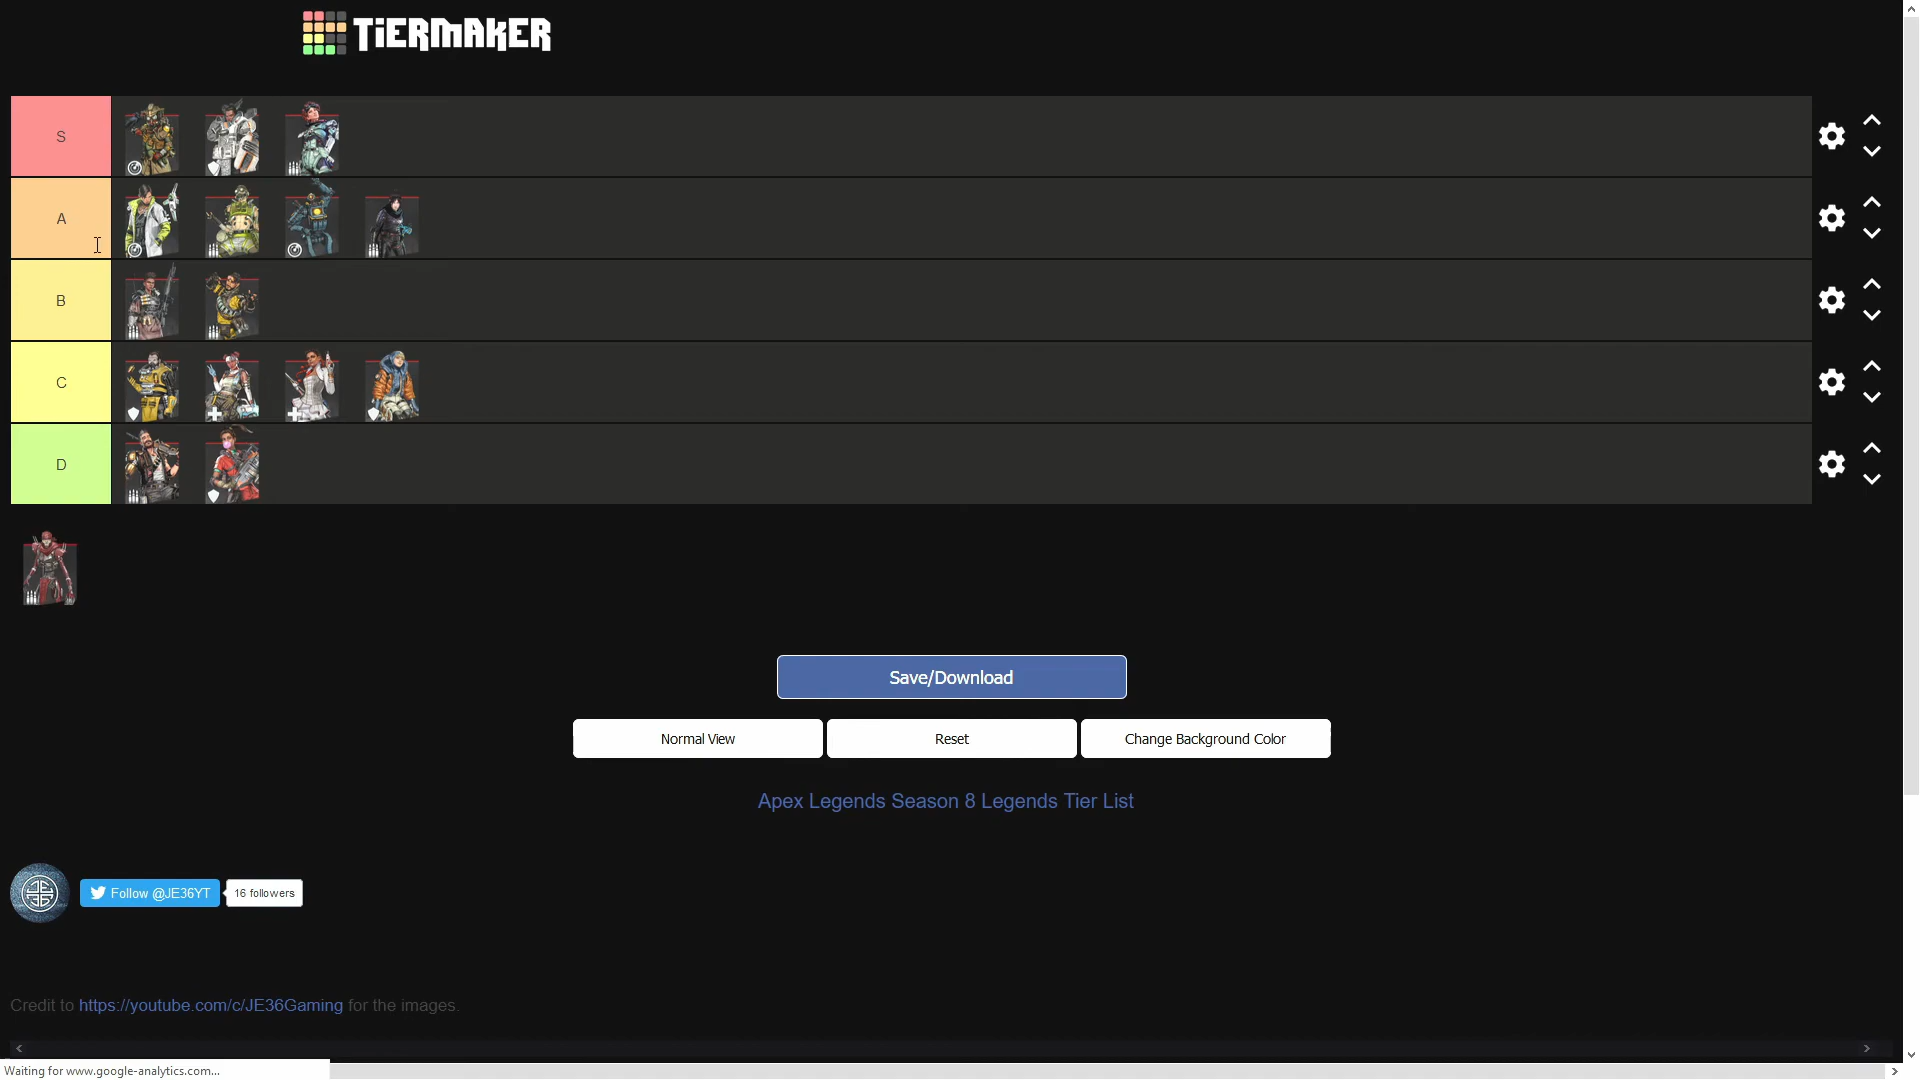 TiERMAKER
S
A
B
C
D
Save/Download
Normal View
Reset
Change Background Color
Apex Legends Season 8 Legends Tier List
Follow @JE36YT
16 followers
Credit to https://youtube.com/c/JE36Gaming for the images.
Waiting for www.google-analytics.com...